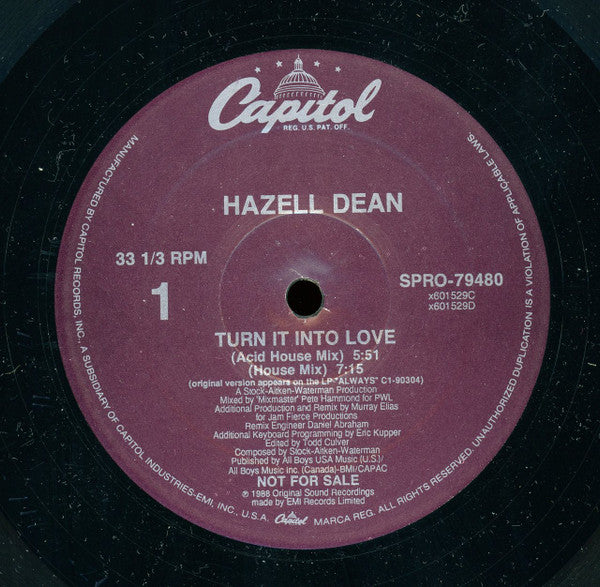 Capitol
REG. U.S. PAT. OFF.
HAZELL DEAN
33 1/3 RPM
1
SPRO-79480
x601529C
x601529D
TURN IT INTO LOVE
(Acid House Mix) 5:51
(House Mix) 7:15
(original version appears on the LP "ALWAYS" C1-90304)
A Stock-Aitken-Waterman Production
Mixed by 'Mixmaster' Pete Hammond for PWL
Additional Production and Remix by Murray Elias
for Jam Fierce Productions
Remix Engineer Daniel Abraham
Additional Keyboard Programming by Eric Kupper
Edited by Todd Culver
Composed by Stock-Aitken-Waterman
Published by All Boys USA Music (U.S.)/
All Boys Music Inc. (Canada)-BMI/CAPAC
NOT FOR SALE
℗ 1988 Original Sound Recordings
made by EMI Records Limited
MANUFACTURED BY CAPITOL RECORDS, INC., A SUBSIDIARY OF CAPITOL INDUSTRIES-EMI, INC., U.S.A. Capitol MARCA REG. ALL RIGHTS RESERVED. UNAUTHORIZED DUPLICATION IS A VIOLATION OF APPLICABLE LAWS.